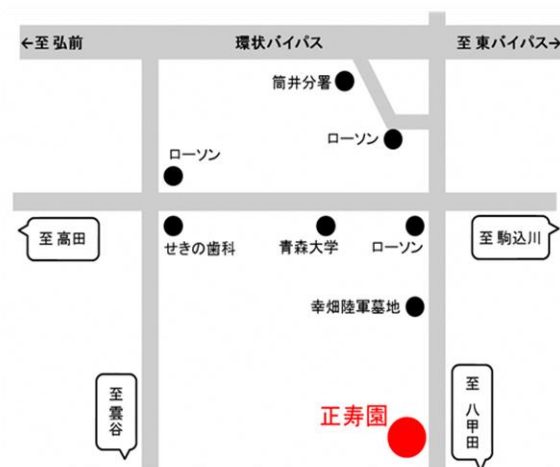 ←至 弘前
環状バイパス
至 東バイパス→
筒井分署
ローソン
ローソン
至 高田
せきの歯科
青森大学
ローソン
至 駒込川
幸畑陸軍墓地
至 雲谷
正寿園
至 八甲田